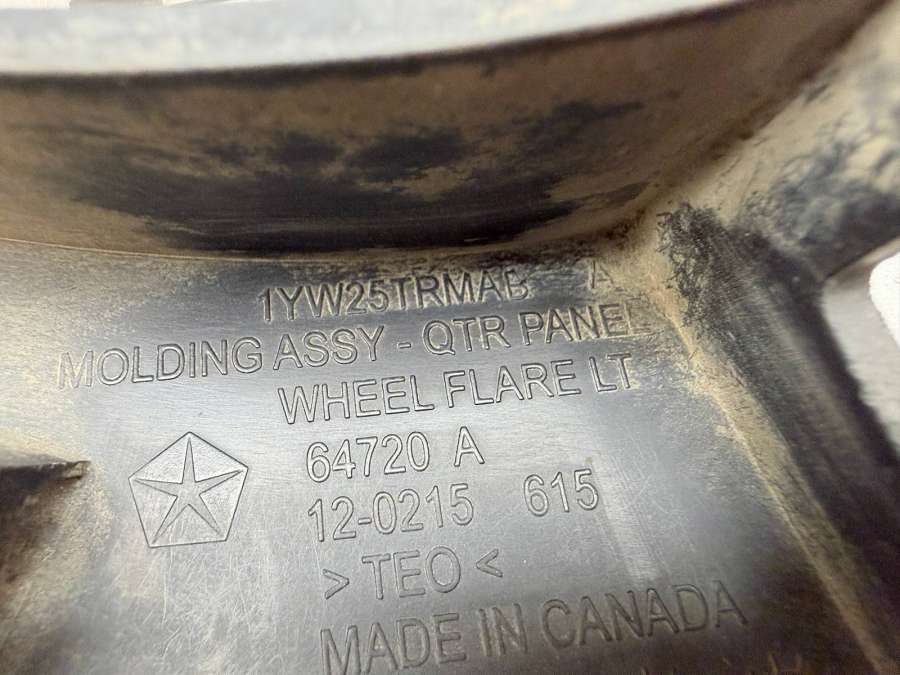 1YW25TRMAB A
MOLDING ASSY - QTR PANEL
WHEEL FLARE LT
64720 A
12-0215 615
> TEO <
MADE IN CANADA